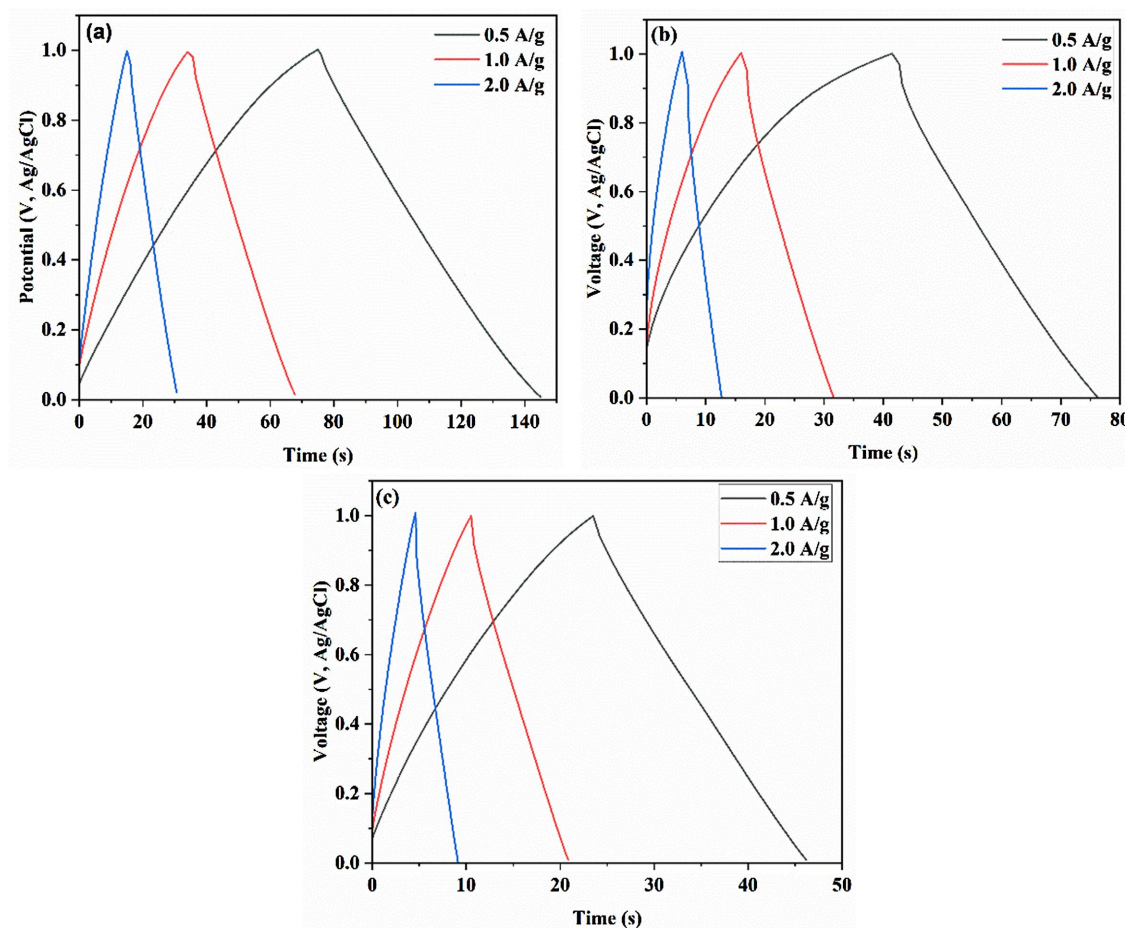 (a)
0.5 A/g
1.0 A/g
2.0 A/g
Potential (V, Ag/AgCl)
1.0
0.8
0.6
0.4
0.2
0.0
0 20 40 60 80 100 120 140
Time (s)
(b)
0.5 A/g
1.0 A/g
2.0 A/g
Voltage (V, Ag/AgCl)
1.0
0.8
0.6
0.4
0.2
0.0
0 10 20 30 40 50 60 70 80
Time (s)
(c)
0.5 A/g
1.0 A/g
2.0 A/g
Voltage (V, Ag/AgCl)
1.0
0.8
0.6
0.4
0.2
0.0
0 10 20 30 40 50
Time (s)